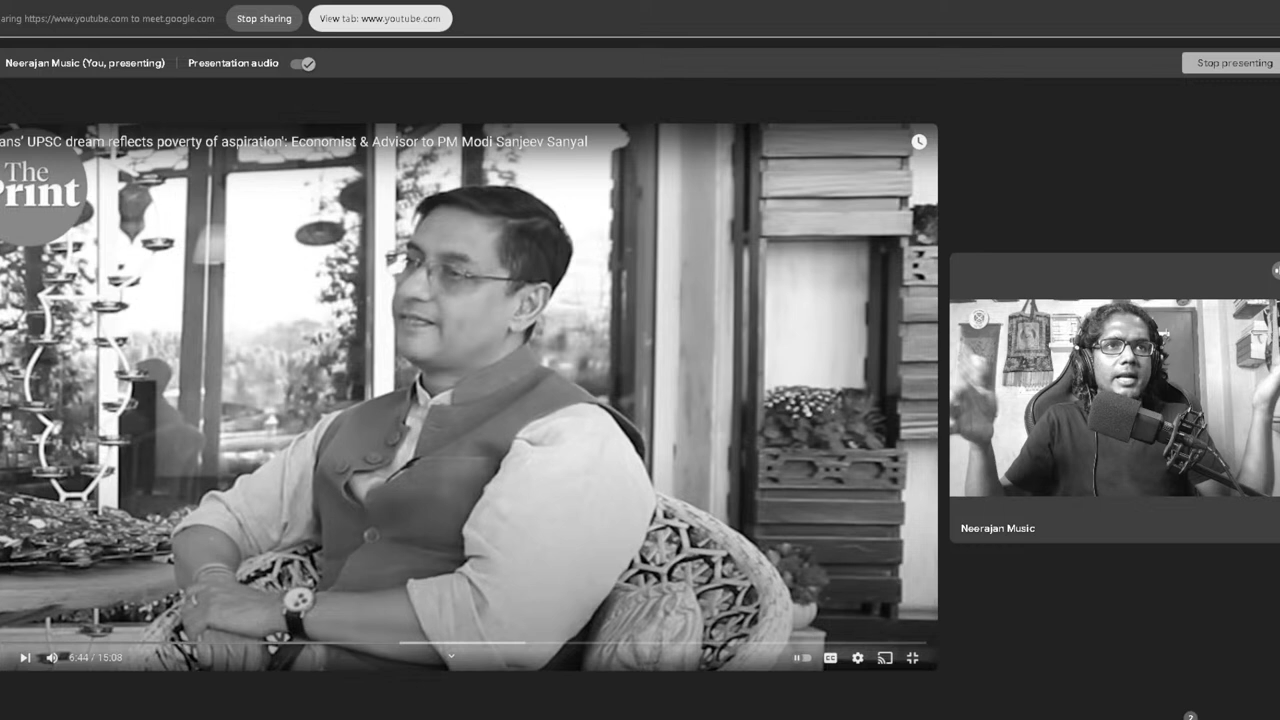 aring https://www.youtube.com to meet.google.com Stop sharing View tab: www.youtube.com
Neerajan Music (You, presenting) Presentation audio Stop presenting
ans' UPSC dream reflects poverty of aspiration': Economist & Advisor to PM Modi Sanjeev Sanyal
The
Print
Neerajan Music
6:44 / 15:08 CC
2